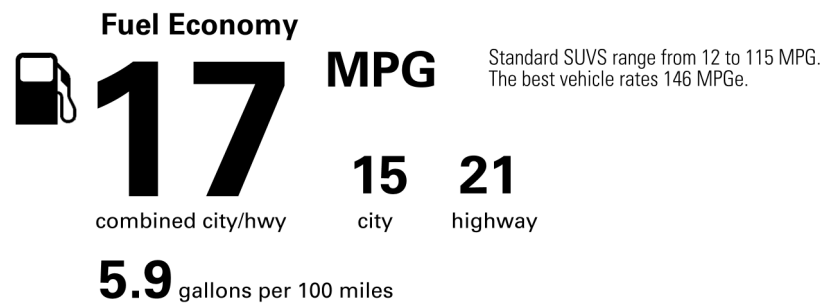 Fuel Economy
17
MPG
Standard SUVS range from 12 to 115 MPG.
The best vehicle rates 146 MPGe.
15 21
combined city/hwy city highway
5.9 gallons per 100 miles